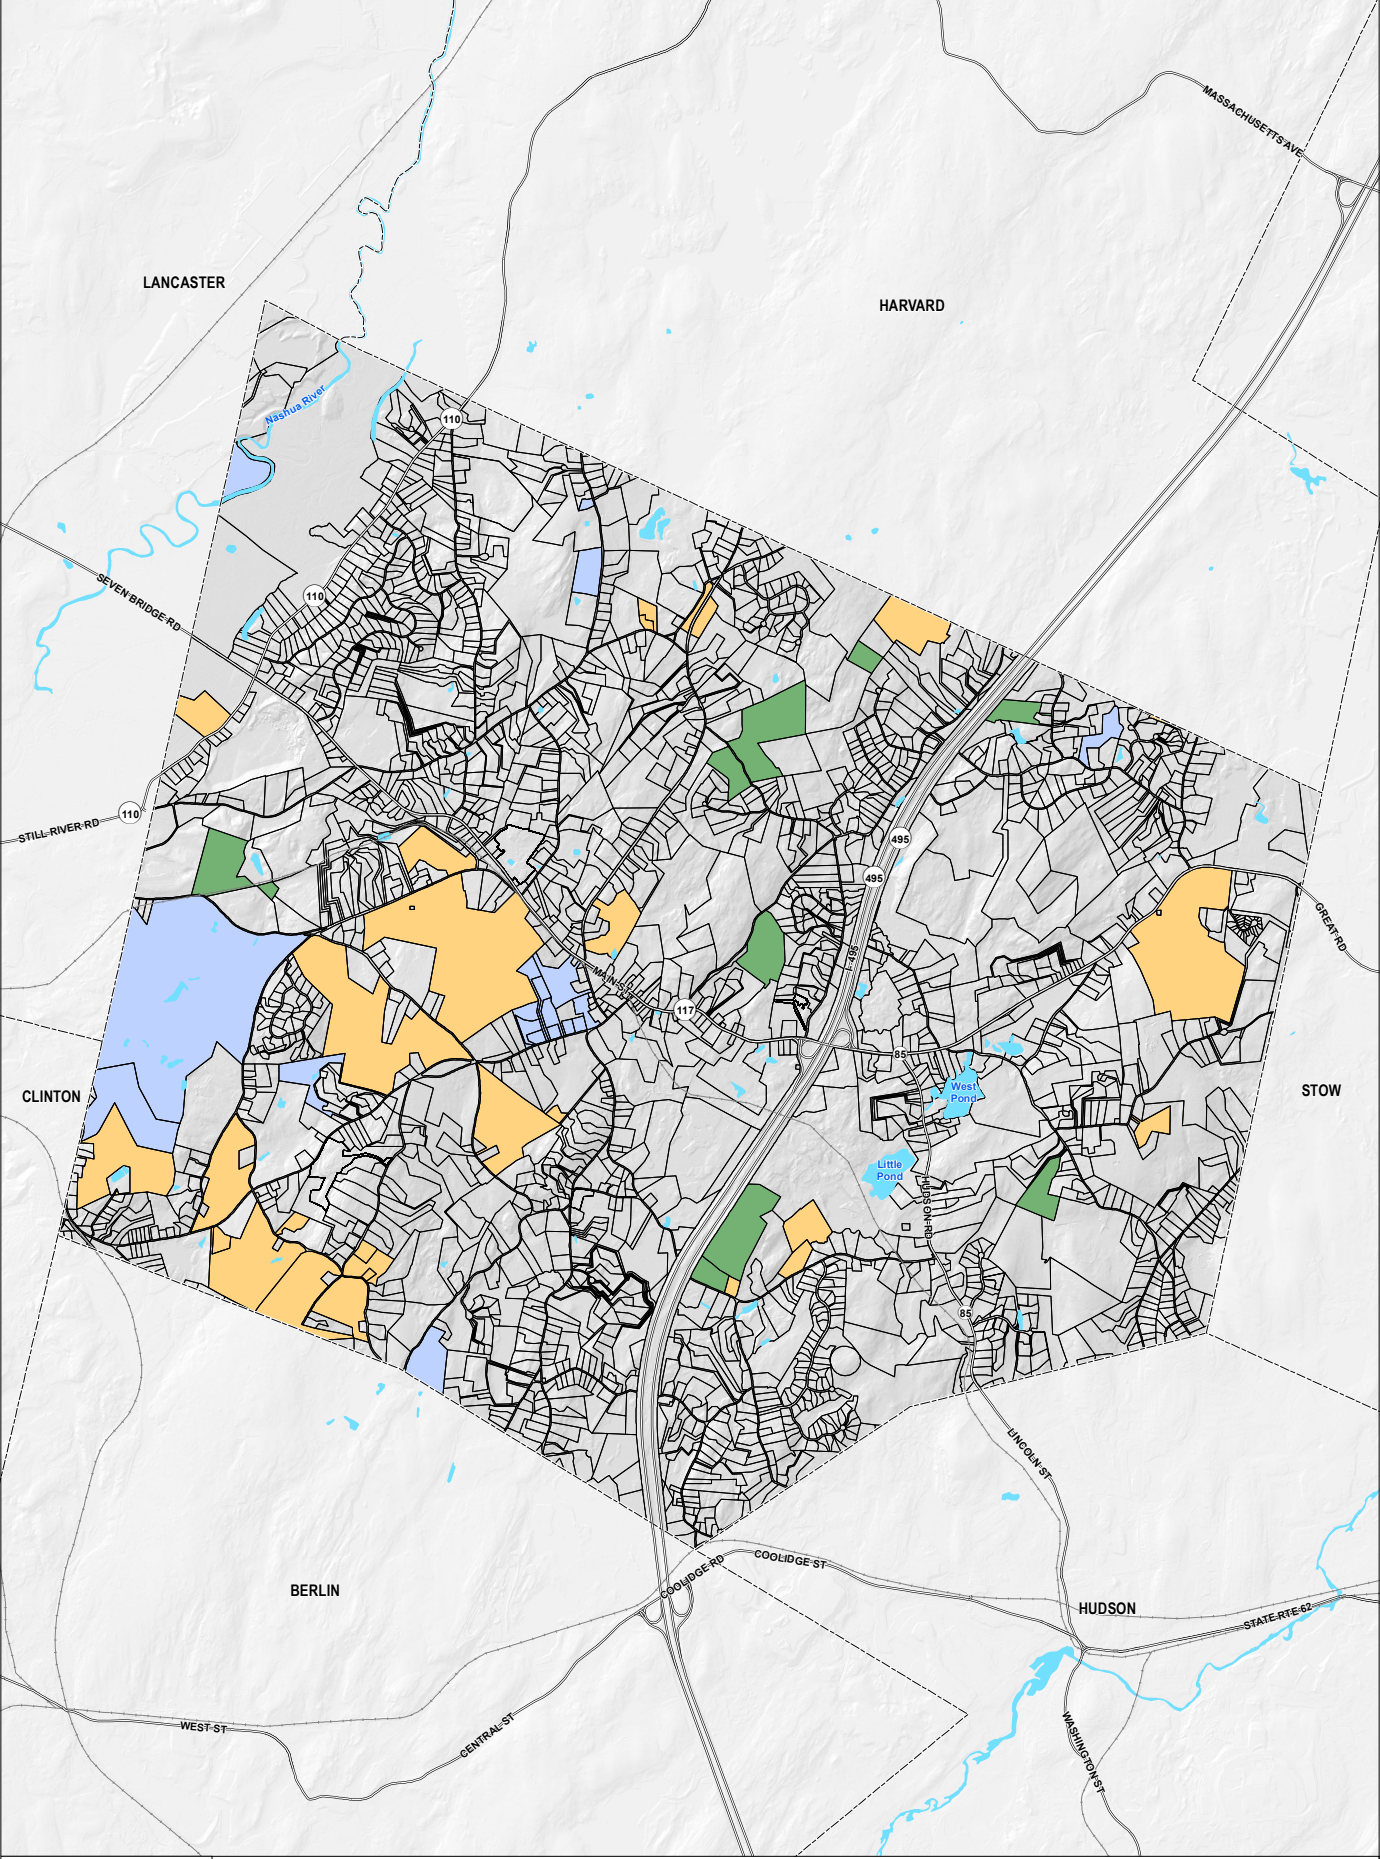 MASSACHUSETTS AVE
LANCASTER
HARVARD
Nashua River
110
SEVEN BRIDGE RD
110
110
STILL RIVER RD
495
495
GREAT RD
495
MAIN ST
117
85
West
Pond
CLINTON
STOW
Little
Pond
HUDSON RD
85
LINCOLN ST
COOLIDGE ST
COOLIDGE RD
BERLIN
HUDSON
STATE RTE 62
WEST ST
CENTRAL ST
WASHINGTON ST